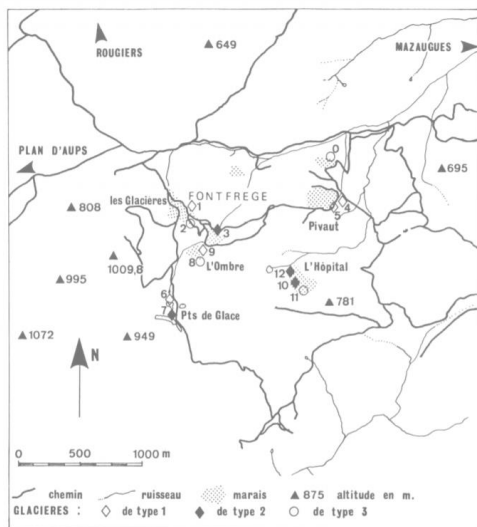 649
ROUGIERS
MAZAUGUES
PLAN D'AUPS
695
FONTFREGE
les Glacières
808
1
2
3
4
5
Pivaut
9
8
L'Ombre
1009,8
L'Hôpital
12
10
11
995
6
7
Pts de Glace
781
1072
949
N
0 500 1000 m
chemin ruisseau marais 875 altitude en m.
GLACIERES : de type 1 de type 2 de type 3